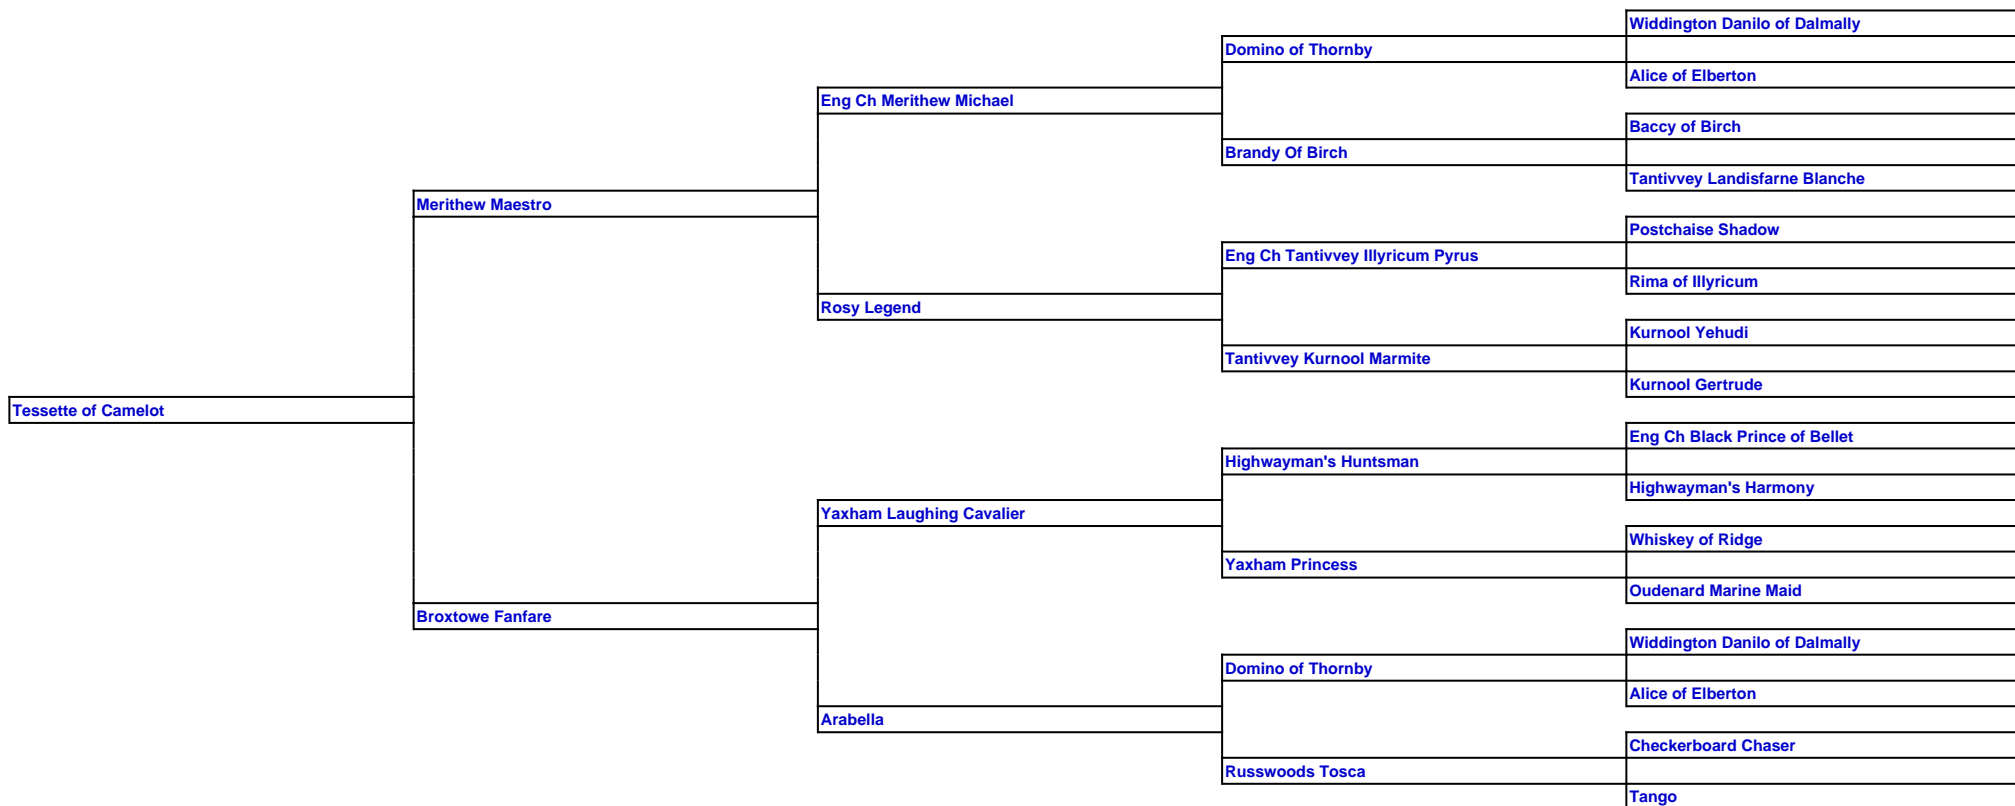 Widdington Danilo of Dalmally
Domino of Thornby
Alice of Elberton
Eng Ch Merithew Michael
Baccy of Birch
Brandy Of Birch
Tantivvey Landisfarne Blanche
Merithew Maestro
Postchaise Shadow
Eng Ch Tantivvey Illyricum Pyrus
Rima of Illyricum
Rosy Legend
Kurnool Yehudi
Tantivvey Kurnool Marmite
Kurnool Gertrude
Tessette of Camelot
Eng Ch Black Prince of Bellet
Highwayman's Huntsman
Highwayman's Harmony
Yaxham Laughing Cavalier
Whiskey of Ridge
Yaxham Princess
Oudenard Marine Maid
Broxtowe Fanfare
Widdington Danilo of Dalmally
Domino of Thornby
Alice of Elberton
Arabella
Checkerboard Chaser
Russwoods Tosca
Tango